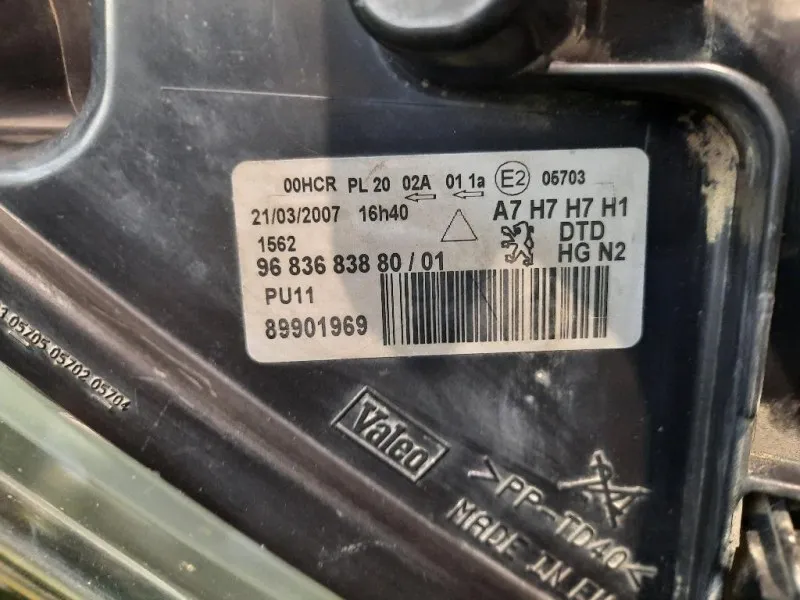 00HCR PL 20 02A 01 1a E2 05703
21/03/2007 16h40 A7 H7 H7 H1
1562 DTD
96 836 838 80 / 01 HG N2
PU11
89901969
05705 05702 05704
Valeo
>PP-TD40<
MADE IN